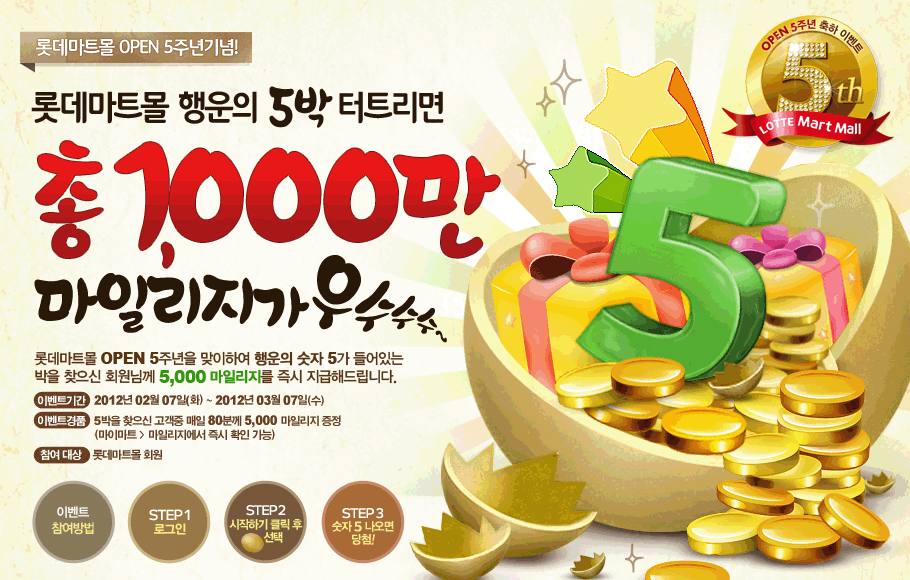 롯데마트몰 OPEN 5주년기념!
OPEN 5주년 축하 이벤트
5th
LOTTE Mart Mall
롯데마트몰 행운의 5박 터트리면
총 1,000만
마일리지가 우수수수~
5
롯데마트몰 OPEN 5주년을 맞이하여 행운의 숫자 5가 들어있는
박을 찾으신 회원님께 5,000 마일리지를 즉시 지급해드립니다.
이벤트기간 2012년 02월 07일(화) ~ 2012년 03월 07일(수)
이벤트경품 5박을 찾으신 고객중 매일 80분께 5,000 마일리지 증정
(마이마트 > 마일리지에서 즉시 확인 가능)
참여 대상 롯데마트몰 회원
이벤트
참여방법
STEP 1
로그인
STEP 2
시작하기 클릭 후
선택
STEP 3
숫자 5 나오면
당첨!